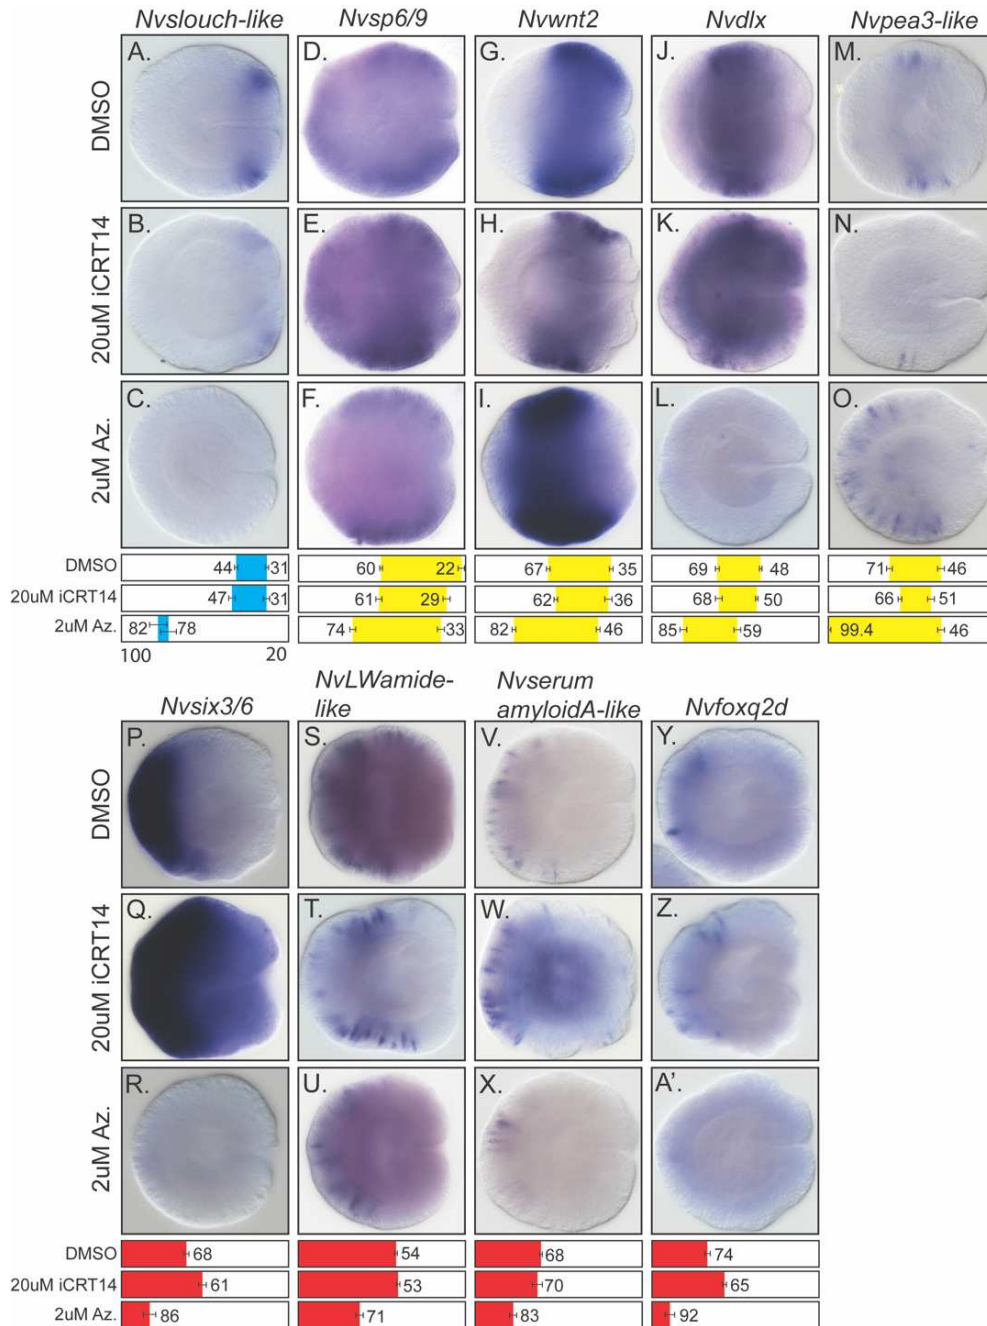 Nvslouch-like Nvsp6/9 Nvwnt2 Nvdlx Nvpea3-like
DMSO
A. D. G. J. M.
20uM iCRT14
B. E. H. K. N.
2uM Az.
C. F. I. L. O.
DMSO 44 31 60 22 67 35 69 48 71 46
20uM iCRT14 47 31 61 29 62 36 68 50 66 51
2uM Az. 82 78 74 33 82 46 85 59 99.4 46
100 20
Nvsix3/6 NvLWamide-like Nvserum amyloidA-like Nvfoxq2d
DMSO
P. S. V. Y.
20uM iCRT14
Q. T. W. Z.
2uM Az.
R. U. X. A'.
DMSO 68 54 68 74
20uM iCRT14 61 53 70 65
2uM Az. 86 71 83 92